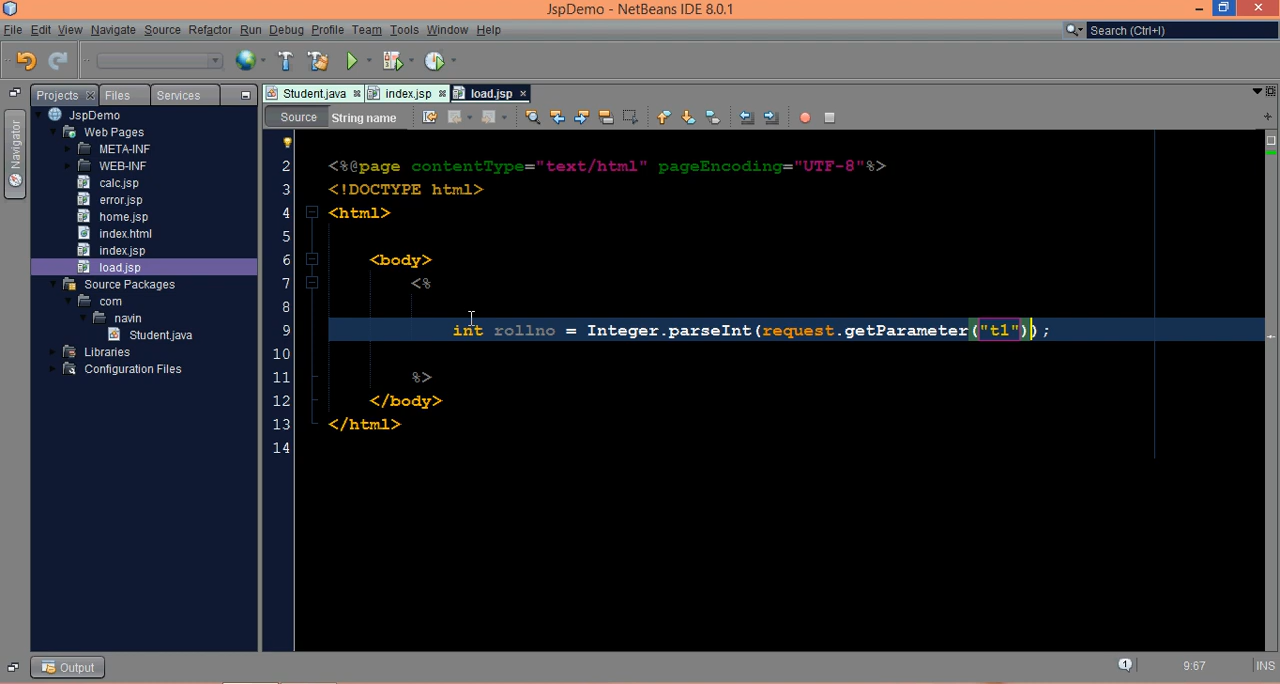 JspDemo - NetBeans IDE 8.0.1
File Edit View Navigate Source Refactor Run Debug Profile Team Tools Window Help
Search (Ctrl+I)
Projects Files Services
Student.java index.jsp load.jsp
Source String name
Navigator
JspDemo
Web Pages
META-INF
WEB-INF
calc.jsp
error.jsp
home.jsp
index.html
index.jsp
load.jsp
Source Packages
com
navin
Student.java
Libraries
Configuration Files
2 <%@page contentType="text/html" pageEncoding="UTF-8"%>
3 <!DOCTYPE html>
4 <html>
5
6 <body>
7 <%
8
9 int rollno = Integer.parseInt(request.getParameter("t1"));
10
11 %>
12 </body>
13 </html>
14
Output
1
9:67
INS